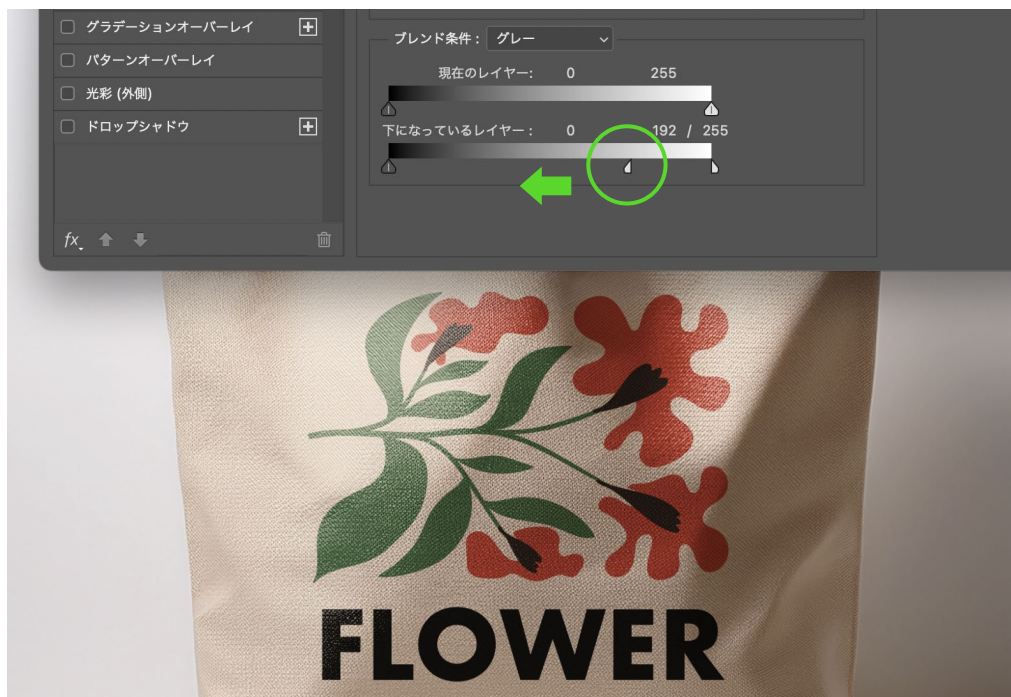 グラデーションオーバーレイ
パターンオーバーレイ
光彩 (外側)
ドロップシャドウ
fx
ブレンド条件： グレー
現在のレイヤー: 0 255
下になっているレイヤー： 0 192 / 255
FLOWER